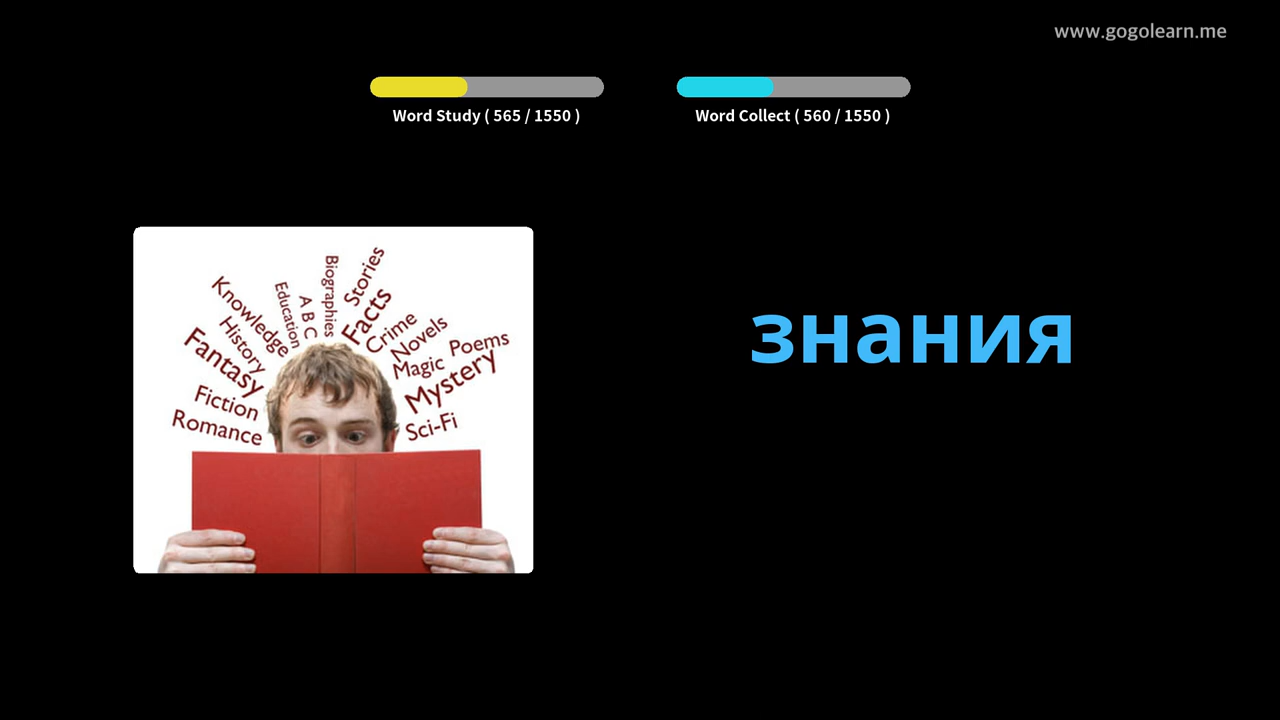 www.gogolearn.me
Word Study ( 565 / 1550 )
Word Collect ( 560 / 1550 )
Romance
Fiction
Fantasy
History
Knowledge
Education
A B C
Biographies
Stories
Facts
Crime
Novels
Magic
Poems
Mystery
Sci-Fi
знания